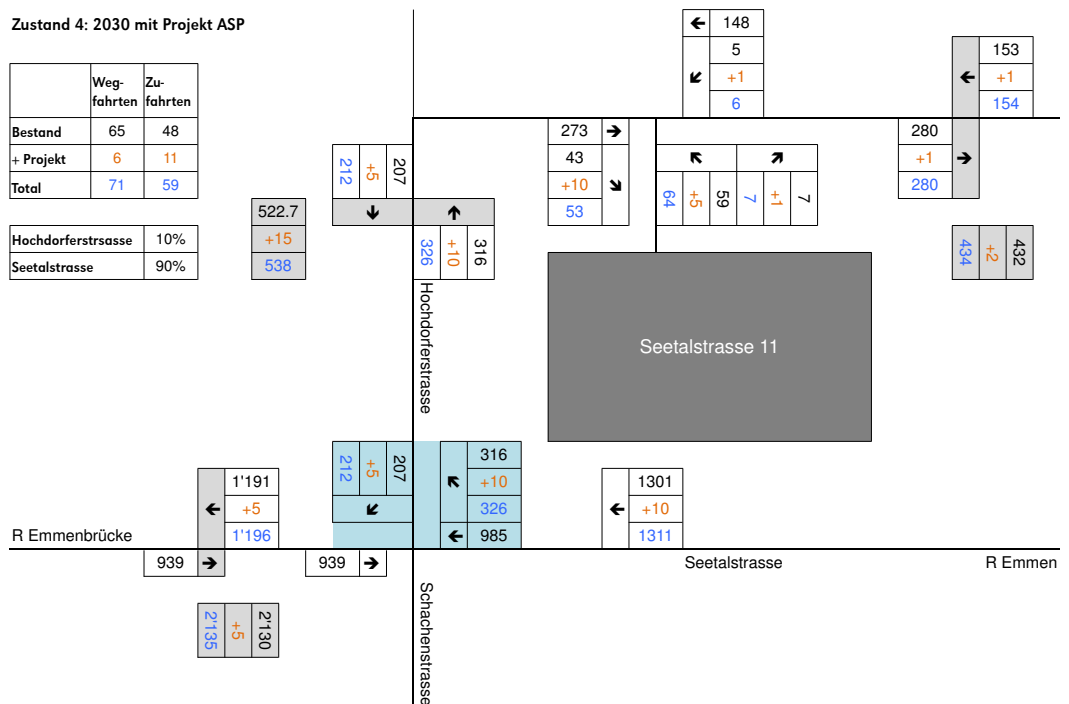 Zustand 4: 2030 mit Projekt ASP
Weg-
fahrten
Zu-
fahrten
Bestand 65 48
+ Projekt 6 11
Total 71 59
Hochdorferstrsasse 10%
Seetalstrasse 90%
522.7
+15
538
212 +5 207
326 +10 316
148
5
+1
6
273
43
+10
53
64 +5 59 7 +1 7
153
+1
154
280
+1
280
434 +2 432
Hochdorferstrasse
Seetalstrasse 11
212 +5 207
316
+10
326
985
1'191
+5
1'196
1301
+10
1311
R Emmenbrücke
939
939
Seetalstrasse
R Emmen
2'135 +5 2'130
Schachenstrasse